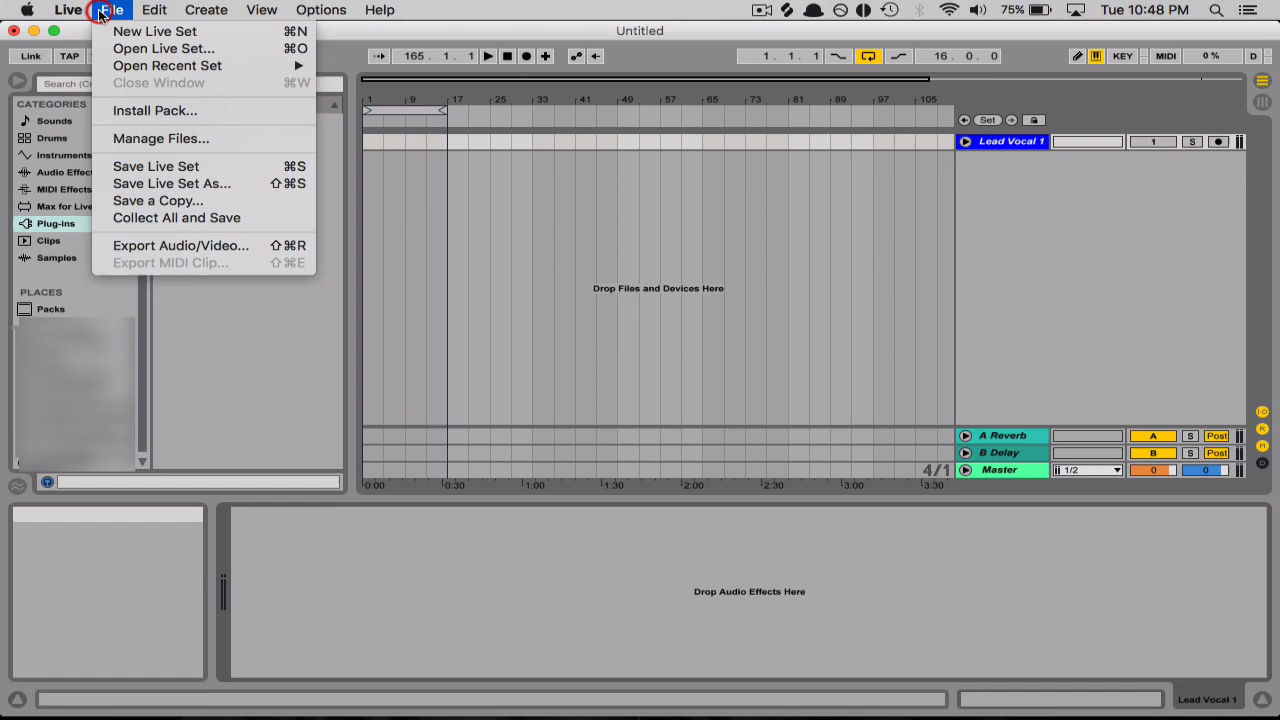 Live File Edit Create View Options Help 75% Tue 10:48 PM
Untitled
Link TAP 165. 1. 1 1. 1. 1 16. 0. 0 KEY MIDI 0 % D
New Live Set ⌘N
Open Live Set... ⌘O
Open Recent Set ▶
Close Window ⌘W
Install Pack...
Manage Files...
Save Live Set ⌘S
Save Live Set As... ⇧⌘S
Save a Copy...
Collect All and Save
Export Audio/Video... ⇧⌘R
Export MIDI Clip... ⇧⌘E
CATEGORIES
Sounds
Drums
Instruments
Audio Effec
MIDI Effects
Max for Live
Plug-ins
Clips
Samples
PLACES
Packs
1 9 17 25 33 41 49 57 65 73 81 89 97 105
Set
Lead Vocal 1 1 S
Drop Files and Devices Here
A Reverb A S Post
B Delay B S Post
4/1 Master 1/2 0 0
0:00 0:30 1:00 1:30 2:00 2:30 3:00 3:30
I/O
R
M
D
Drop Audio Effects Here
Lead Vocal 1